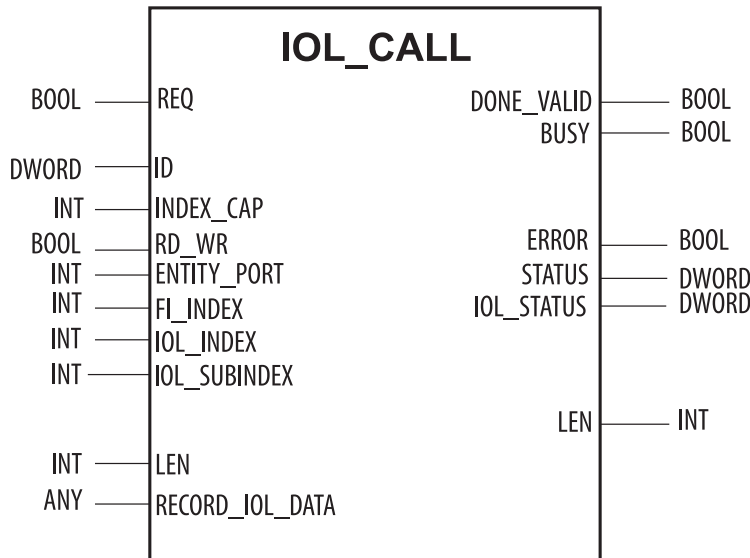 IOL_CALL
BOOL REQ DONE_VALID BOOL
BUSY BOOL
DWORD ID
INT INDEX_CAP
BOOL RD_WR ERROR BOOL
INT ENTITY_PORT STATUS DWORD
INT FI_INDEX IOL_STATUS DWORD
INT IOL_INDEX
INT IOL_SUBINDEX
LEN INT
INT LEN
ANY RECORD_IOL_DATA